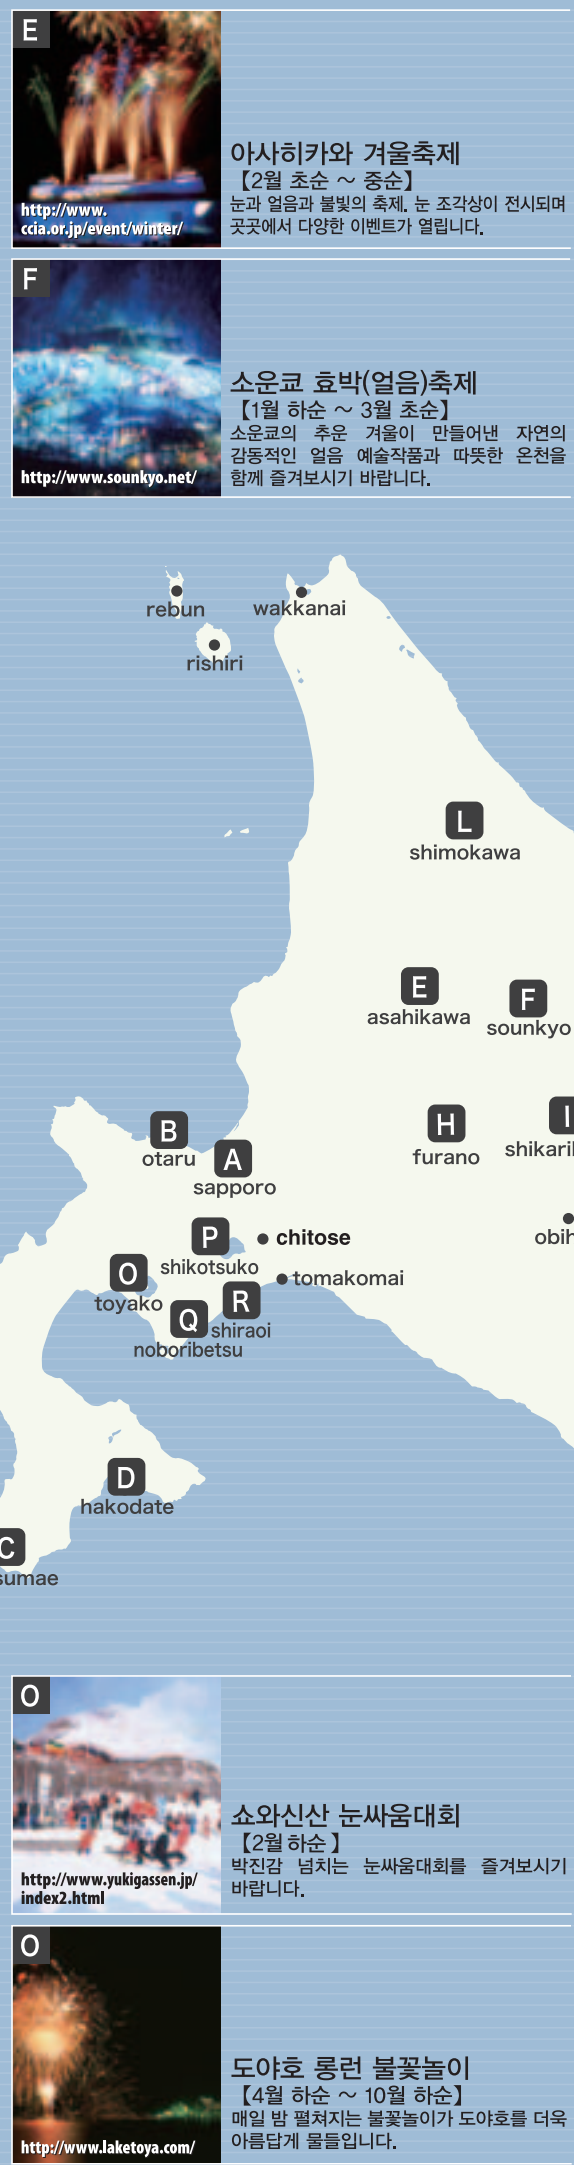 E
http://www.
ccia.or.jp/event/winter/
아사히카와 겨울축제
【2월 초순 ～ 중순】
눈과 얼음과 불빛의 축제. 눈 조각상이 전시되며
곳곳에서 다양한 이벤트가 열립니다.
F
http://www.sounkyo.net/
소운쿄 효박(얼음)축제
【1월 하순 ～ 3월 초순】
소운쿄의 추운 겨울이 만들어낸 자연의
감동적인 얼음 예술작품과 따뜻한 온천을
함께 즐겨보시기 바랍니다.
rebun
wakkanai
rishiri
L
shimokawa
E
asahikawa
F
sounkyo
B
otaru
A
sapporo
H
furano
I
shikari
obih
P
shikotsuko
chitose
O
toyako
tomakomai
R
shiraoi
Q
noboribetsu
D
hakodate
C
sumae
O
http://www.yukigassen.jp/
index2.html
쇼와신산 눈싸움대회
【2월 하순 】
박진감 넘치는 눈싸움대회를 즐겨보시기
바랍니다.
O
http://www.laketoya.com/
도야호 롱런 불꽃놀이
【4월 하순 ～ 10월 하순】
매일 밤 펼쳐지는 불꽃놀이가 도야호를 더욱
아름답게 물들입니다.